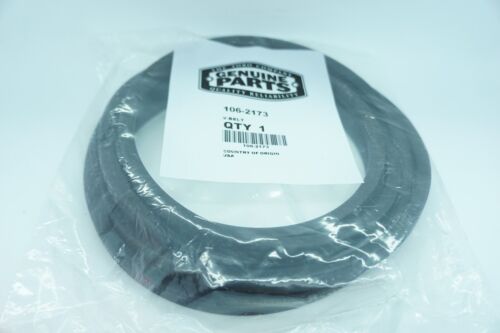 THE TORO COMPANY
GENUINE
PARTS
QUALITY RELIABILITY
106-2173
V-BELT
QTY 1
106-2173
COUNTRY OF ORIGIN
USA